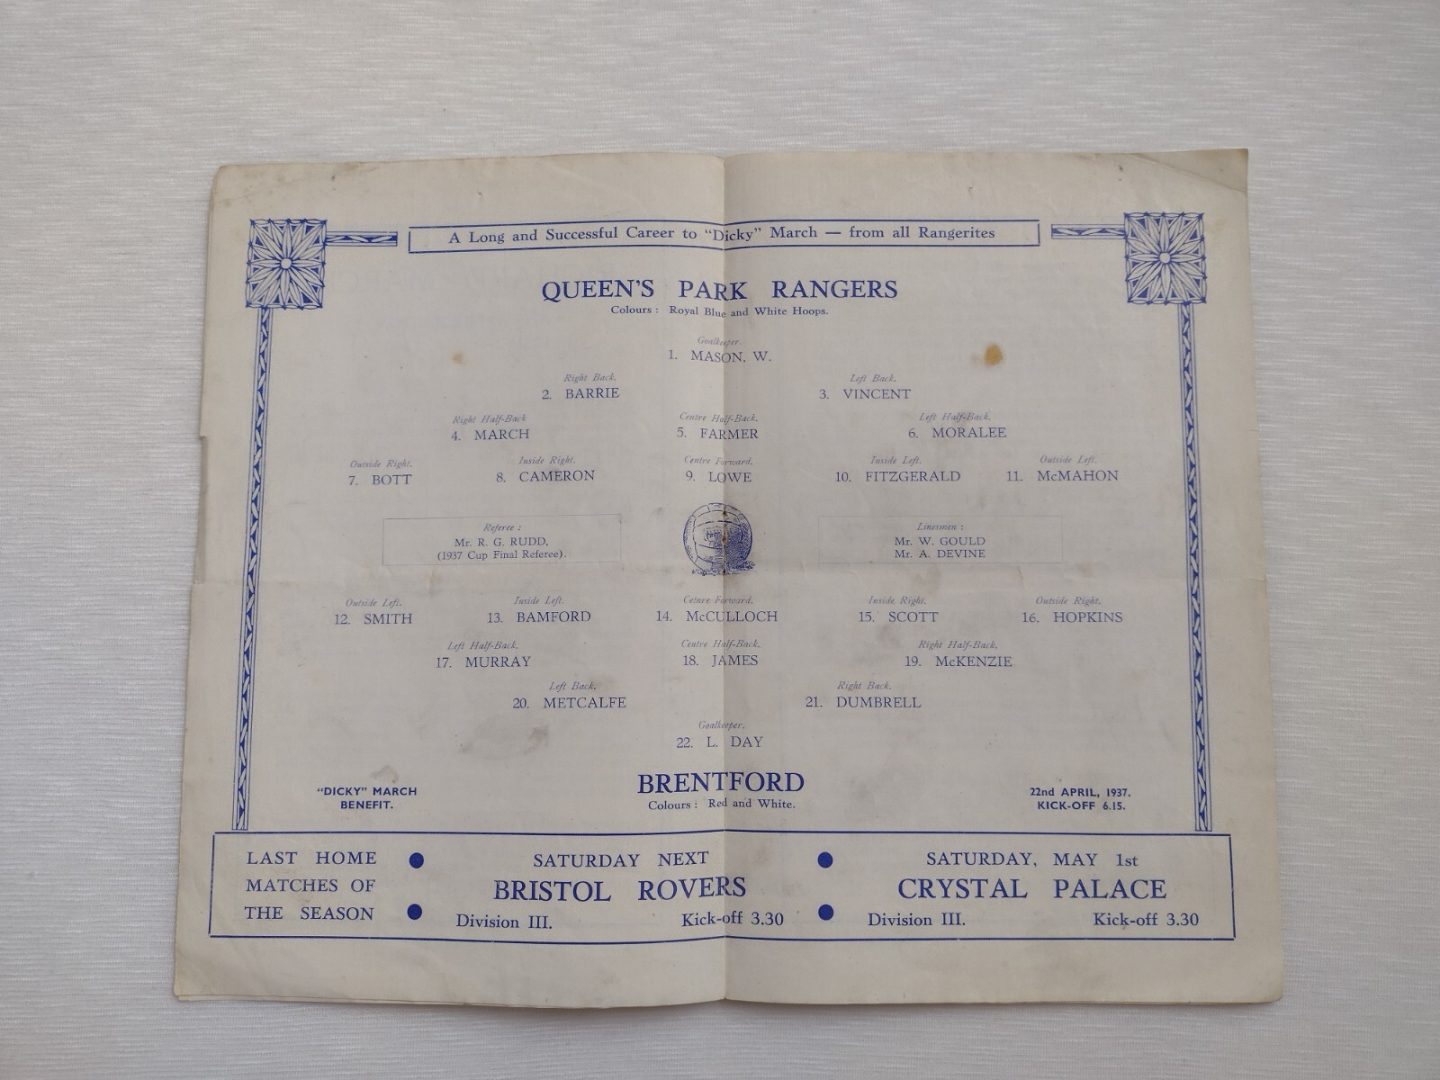 A Long and Successful Career to "Dicky" March — from all Rangerites
QUEEN'S PARK RANGERS
Colours: Royal Blue and White Hoops.
Goalkeeper.
1. MASON, W.
Right Back. Left Back.
2. BARRIE 3. VINCENT
Right Half-Back Centre Half-Back. Left Half-Back.
4. MARCH 5. FARMER 6. MORALEE
Outside Right. Inside Right. Centre Forward. Inside Left. Outside Left.
7. BOTT 8. CAMERON 9. LOWE 10. FITZGERALD 11. McMAHON
Referee: Linesmen:
Mr. R. G. RUDD, Mr. W. GOULD
(1937 Cup Final Referee). Mr. A. DEVINE
Outside Left. Inside Left. Cetnre Forward. Inside Right. Outside Right.
12. SMITH 13. BAMFORD 14. McCULLOCH 15. SCOTT 16. HOPKINS
Left Half-Back. Centre Half-Back. Right Half-Back.
17. MURRAY 18. JAMES 19. McKENZIE
Left Back. Right Back.
20. METCALFE 21. DUMBRELL
Goalkeeper.
22. L. DAY
BRENTFORD
Colours: Red and White.
"DICKY" MARCH
BENEFIT.
22nd APRIL, 1937.
KICK-OFF 6.15.
LAST HOME
MATCHES OF
THE SEASON
SATURDAY NEXT
BRISTOL ROVERS
Division III. Kick-off 3.30
SATURDAY, MAY 1st
CRYSTAL PALACE
Division III. Kick-off 3.30